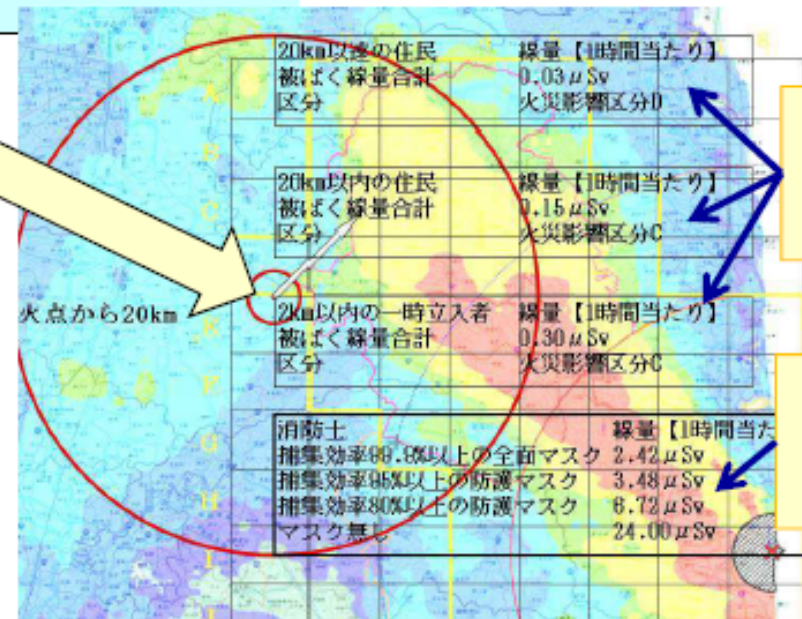 20km以遠の住民 線量【1時間当たり】
被ばく線量合計 0.03μSv
区分 火災影響区分D
20km以内の住民 線量【1時間当たり】
被ばく線量合計 0.15μSv
区分 火災影響区分C
火点から20km
2km以内の一時立入者 線量【1時間当たり】
被ばく線量合計 0.30μSv
区分 火災影響区分C
消防士 線量【1時間当た
捕集効率99.9%以上の全面マスク 2.42μSv
捕集効率95%以上の防護マスク 3.48μSv
捕集効率80%以上の防護マスク 6.72μSv
マスク無し 24.00μSv
G
H
I